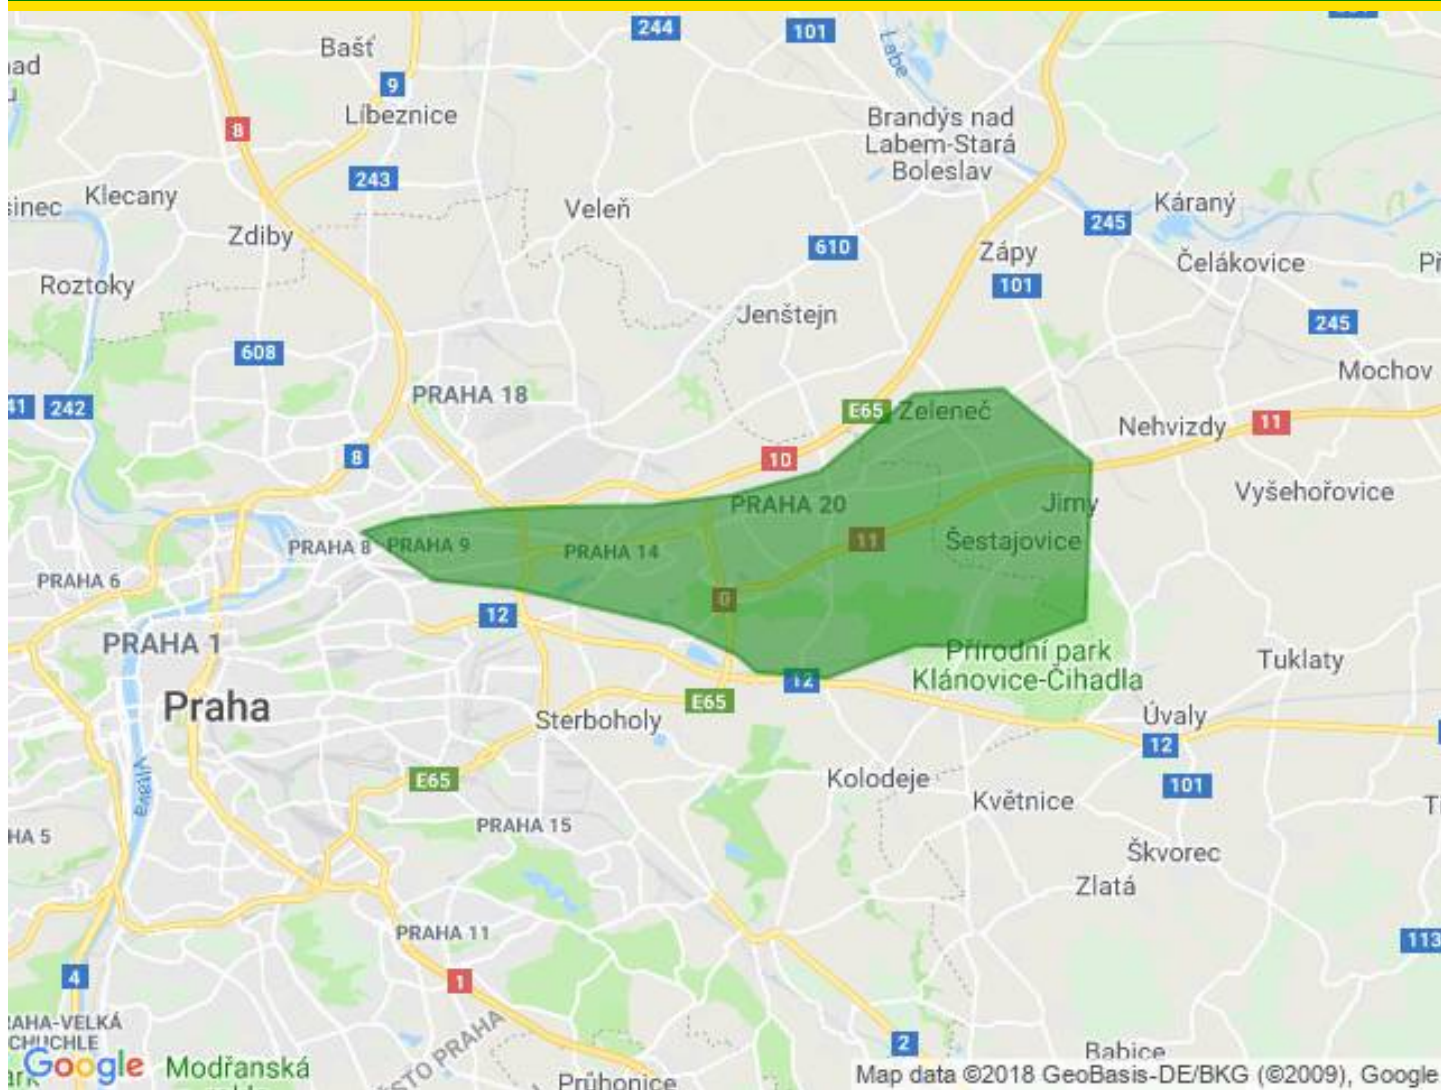 244
101
Bašť
9
Líbeznice
8
243
Labe
Brandýs nad
Labem-Stará
Boleslav
Klecany
Veleň
Káraný
245
Zdiby
610
Zápy
101
Čelákovice
Roztoky
Jenštejn
245
608
Mochov
242
PRAHA 18
E65
Zeleneč
11
Nehvizdy
8
10
Vyšehořovice
PRAHA 20
Jirny
PRAHA 8
PRAHA 9
PRAHA 14
11
Šestajovice
PRAHA 6
0
12
PRAHA 1
Přírodní park
Klánovice-Čihadla
Tuklaty
12
Praha
E65
Sterboholy
Úvaly
12
Vltava
E65
Kolodeje
101
Květnice
PRAHA 15
Škvorec
Zlatá
PRAHA 11
113
4
1
2
Babice
Google
Modřanská
Průhonice
Map data ©2018 GeoBasis-DE/BKG (©2009), Google